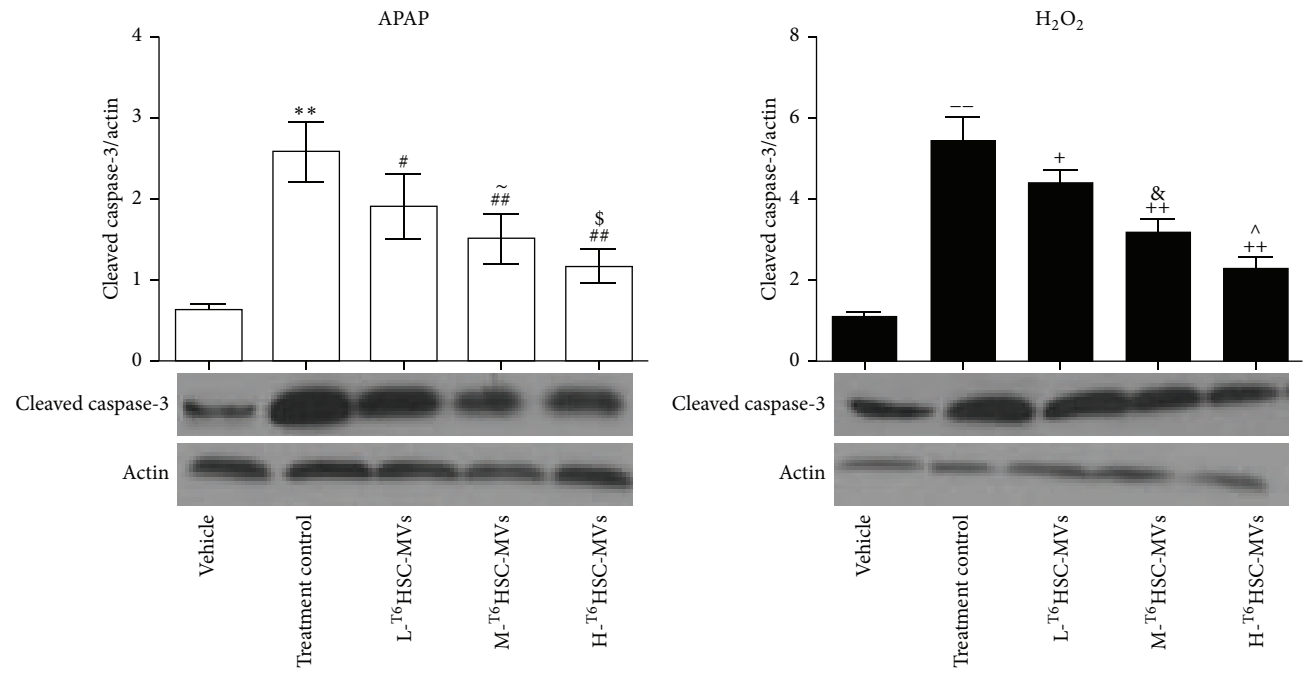 APAP
Cleaved caspase-3/actin
4
3
2
1
0
**
#
~
##
$
##
Cleaved caspase-3
Actin
Vehicle
Treatment control
L-ᵀ⁶HSC-MVs
M-ᵀ⁶HSC-MVs
H-ᵀ⁶HSC-MVs
H₂O₂
Cleaved caspase-3/actin
8
6
4
2
0
−−
+
&
++
^
++
Cleaved caspase-3
Actin
Vehicle
Treatment control
L-ᵀ⁶HSC-MVs
M-ᵀ⁶HSC-MVs
H-ᵀ⁶HSC-MVs